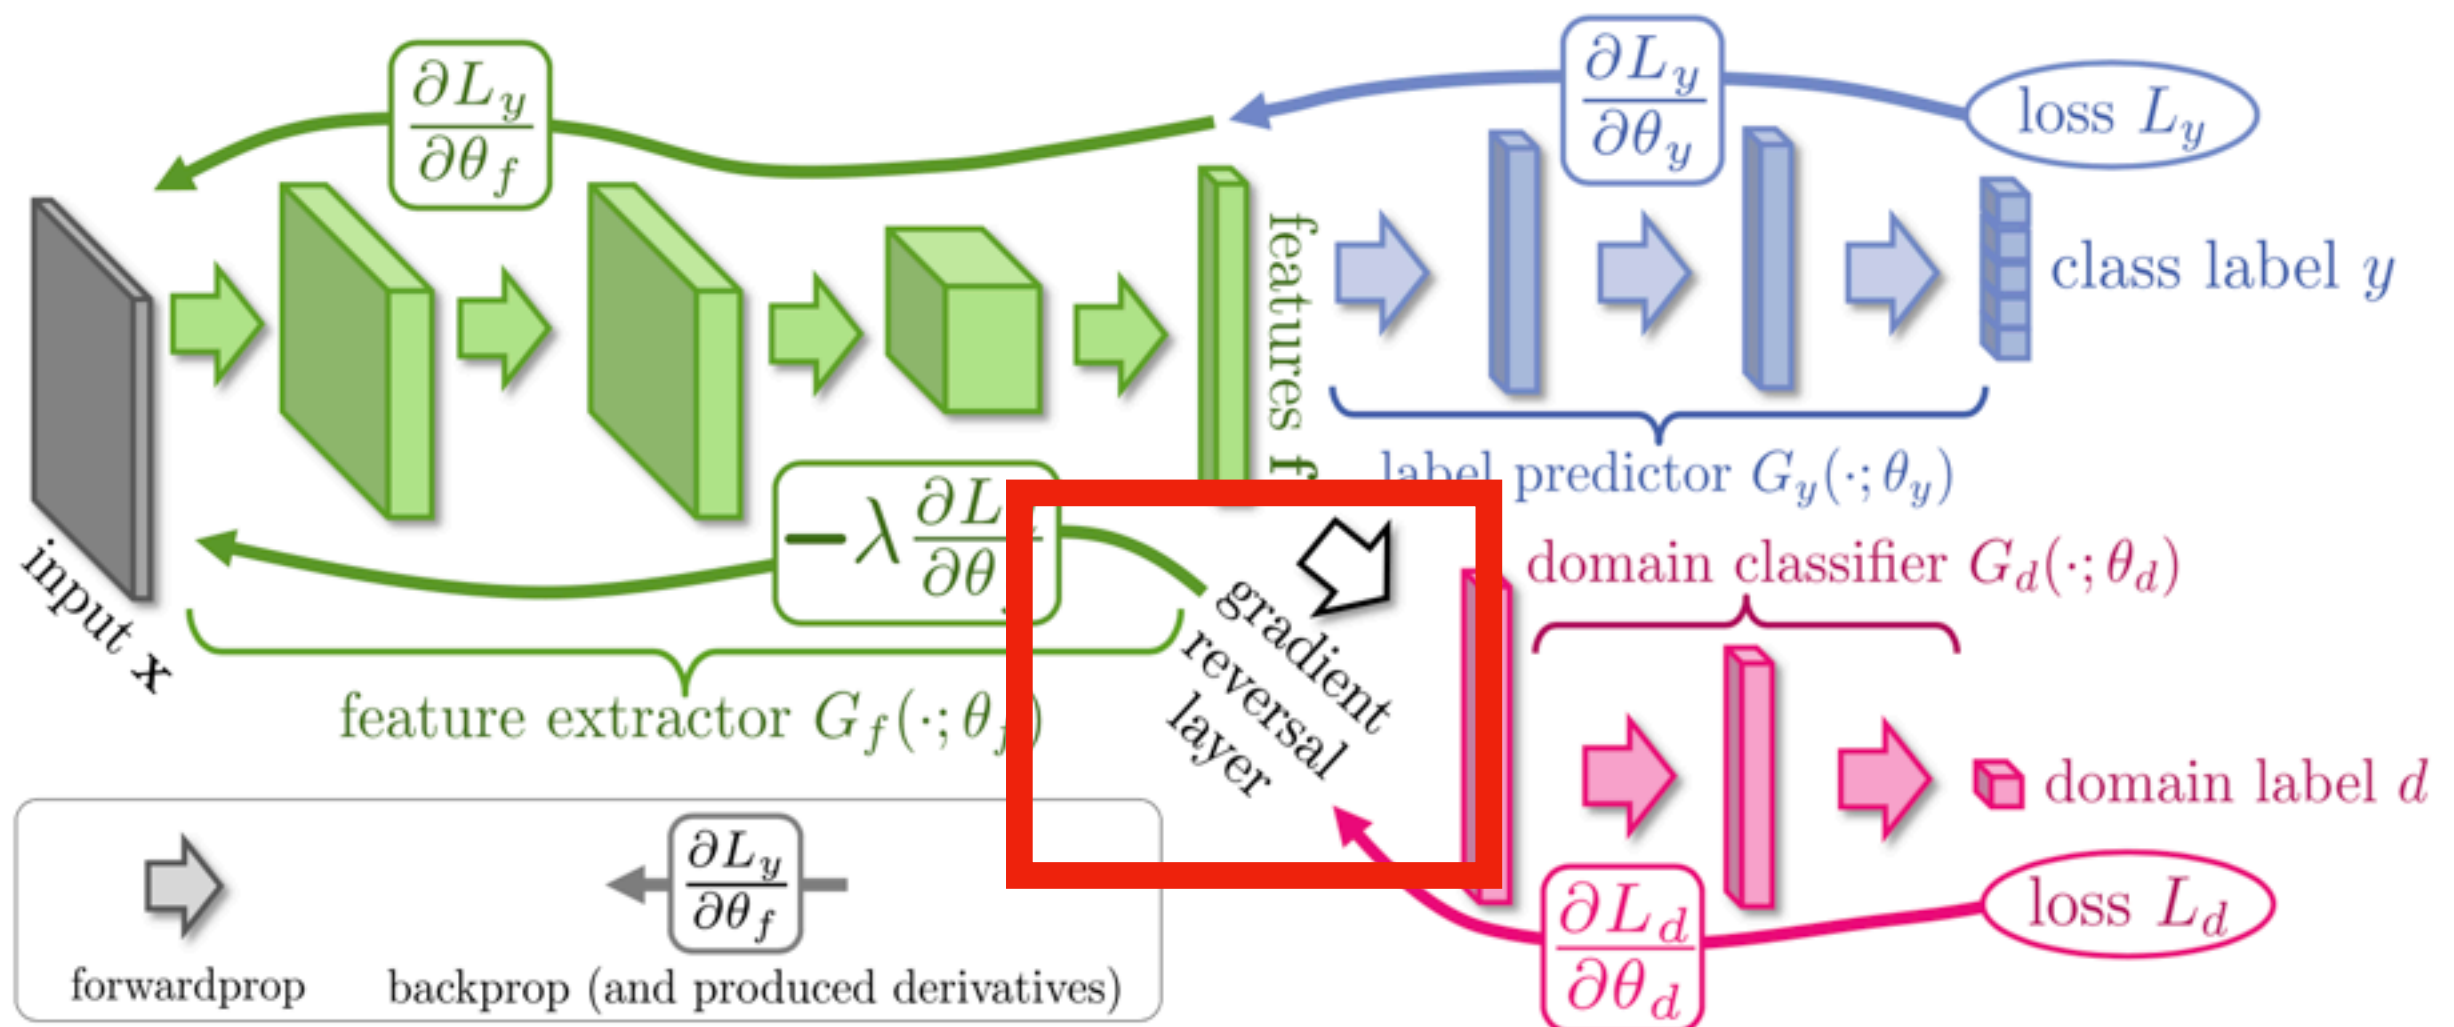 ∂L_y
∂θ_f
∂L_y
∂θ_y
loss L_y
features f
class label y
label predictor G_y(·; θ_y)
input x
−λ ∂L
∂θ
domain classifier G_d(·; θ_d)
gradient
reversal
layer
feature extractor G_f(·; θ_f)
domain label d
∂L_d
∂θ_d
loss L_d
∂L_y
∂θ_f
forwardprop
backprop (and produced derivatives)